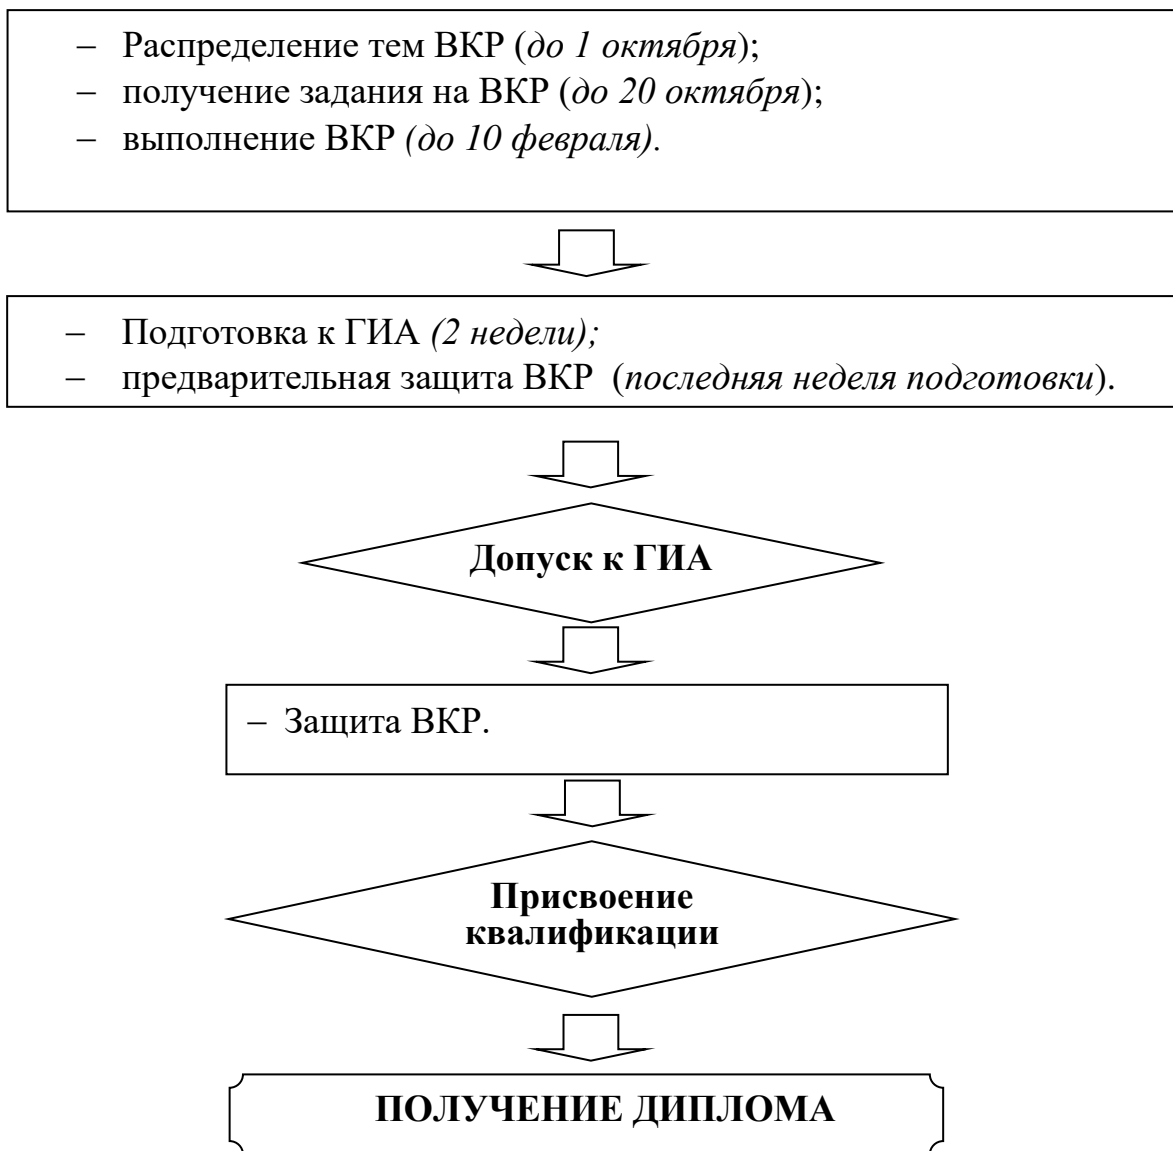 – Распределение тем ВКР (до 1 октября);
– получение задания на ВКР (до 20 октября);
– выполнение ВКР (до 10 февраля).
– Подготовка к ГИА (2 недели);
– предварительная защита ВКР (последняя неделя подготовки).
Допуск к ГИА
– Защита ВКР.
Присвоение
квалификации
ПОЛУЧЕНИЕ ДИПЛОМА